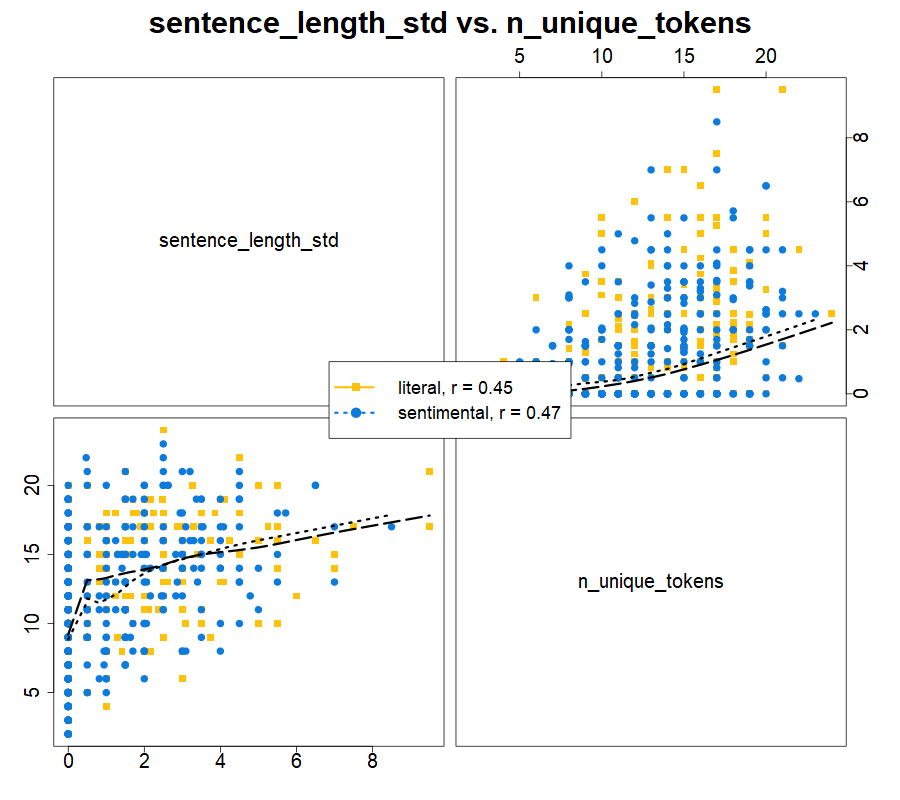 sentence_length_std vs. n_unique_tokens
5 10 15 20
sentence_length_std
0 2 4 6 8
literal, r = 0.45
sentimental, r = 0.47
5 10 15 20
n_unique_tokens
0 2 4 6 8